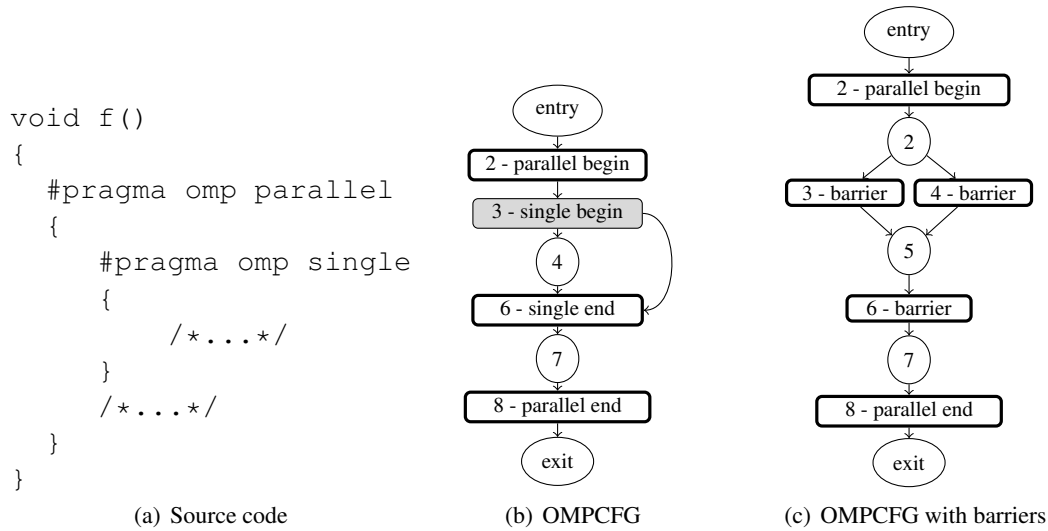 void f()
{
#pragma omp parallel
{
#pragma omp single
{
/*...*/
}
/*...*/
}
}
(a) Source code
entry
2 - parallel begin
3 - single begin
4
6 - single end
7
8 - parallel end
exit
(b) OMPCFG
entry
2 - parallel begin
2
3 - barrier 4 - barrier
5
6 - barrier
7
8 - parallel end
exit
(c) OMPCFG with barriers